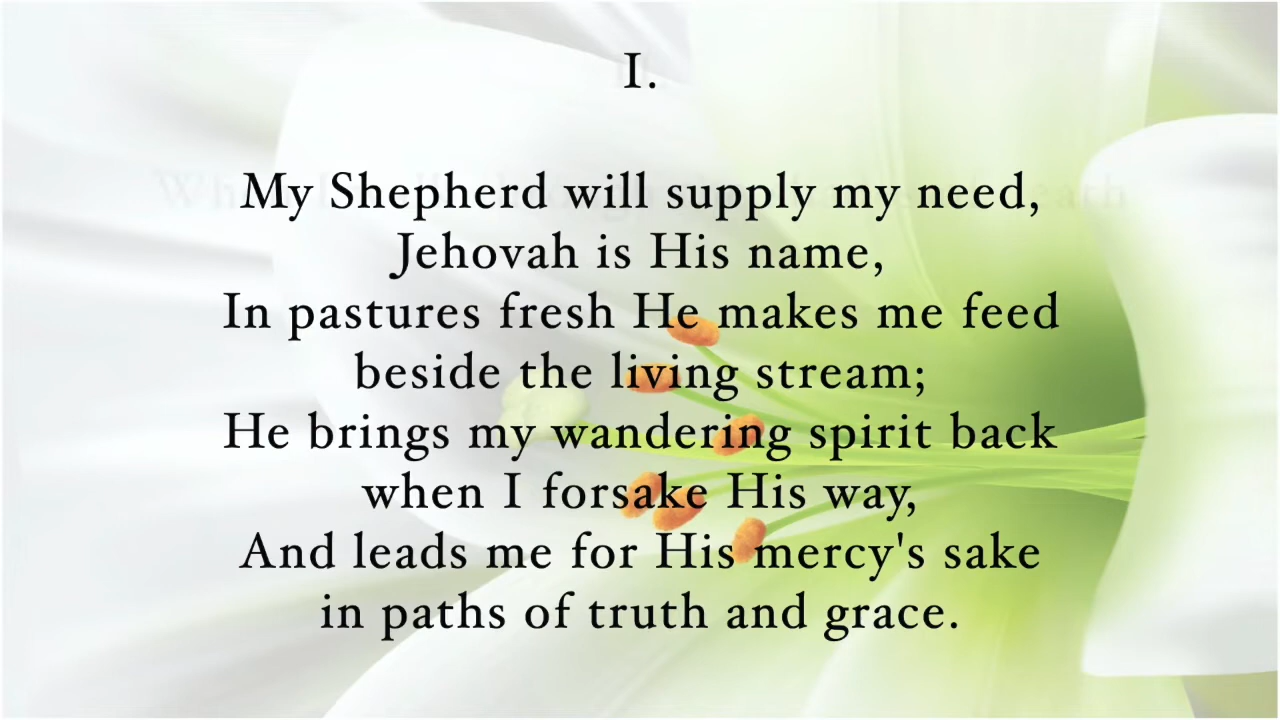 I.
My Shepherd will supply my need,
Jehovah is His name,
In pastures fresh He makes me feed
beside the living stream;
He brings my wandering spirit back
when I forsake His way,
And leads me for His mercy's sake
in paths of truth and grace.